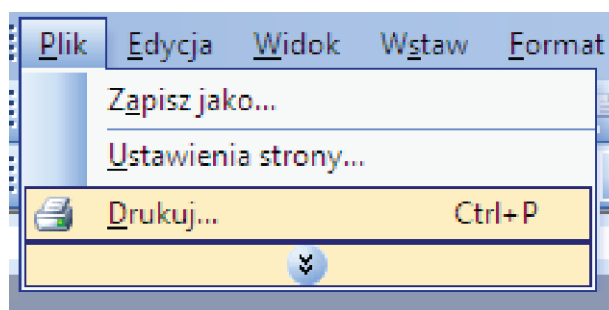 Plik Edycja Widok Wstaw Format
Zapisz jako...
Ustawienia strony...
Drukuj... Ctrl+P